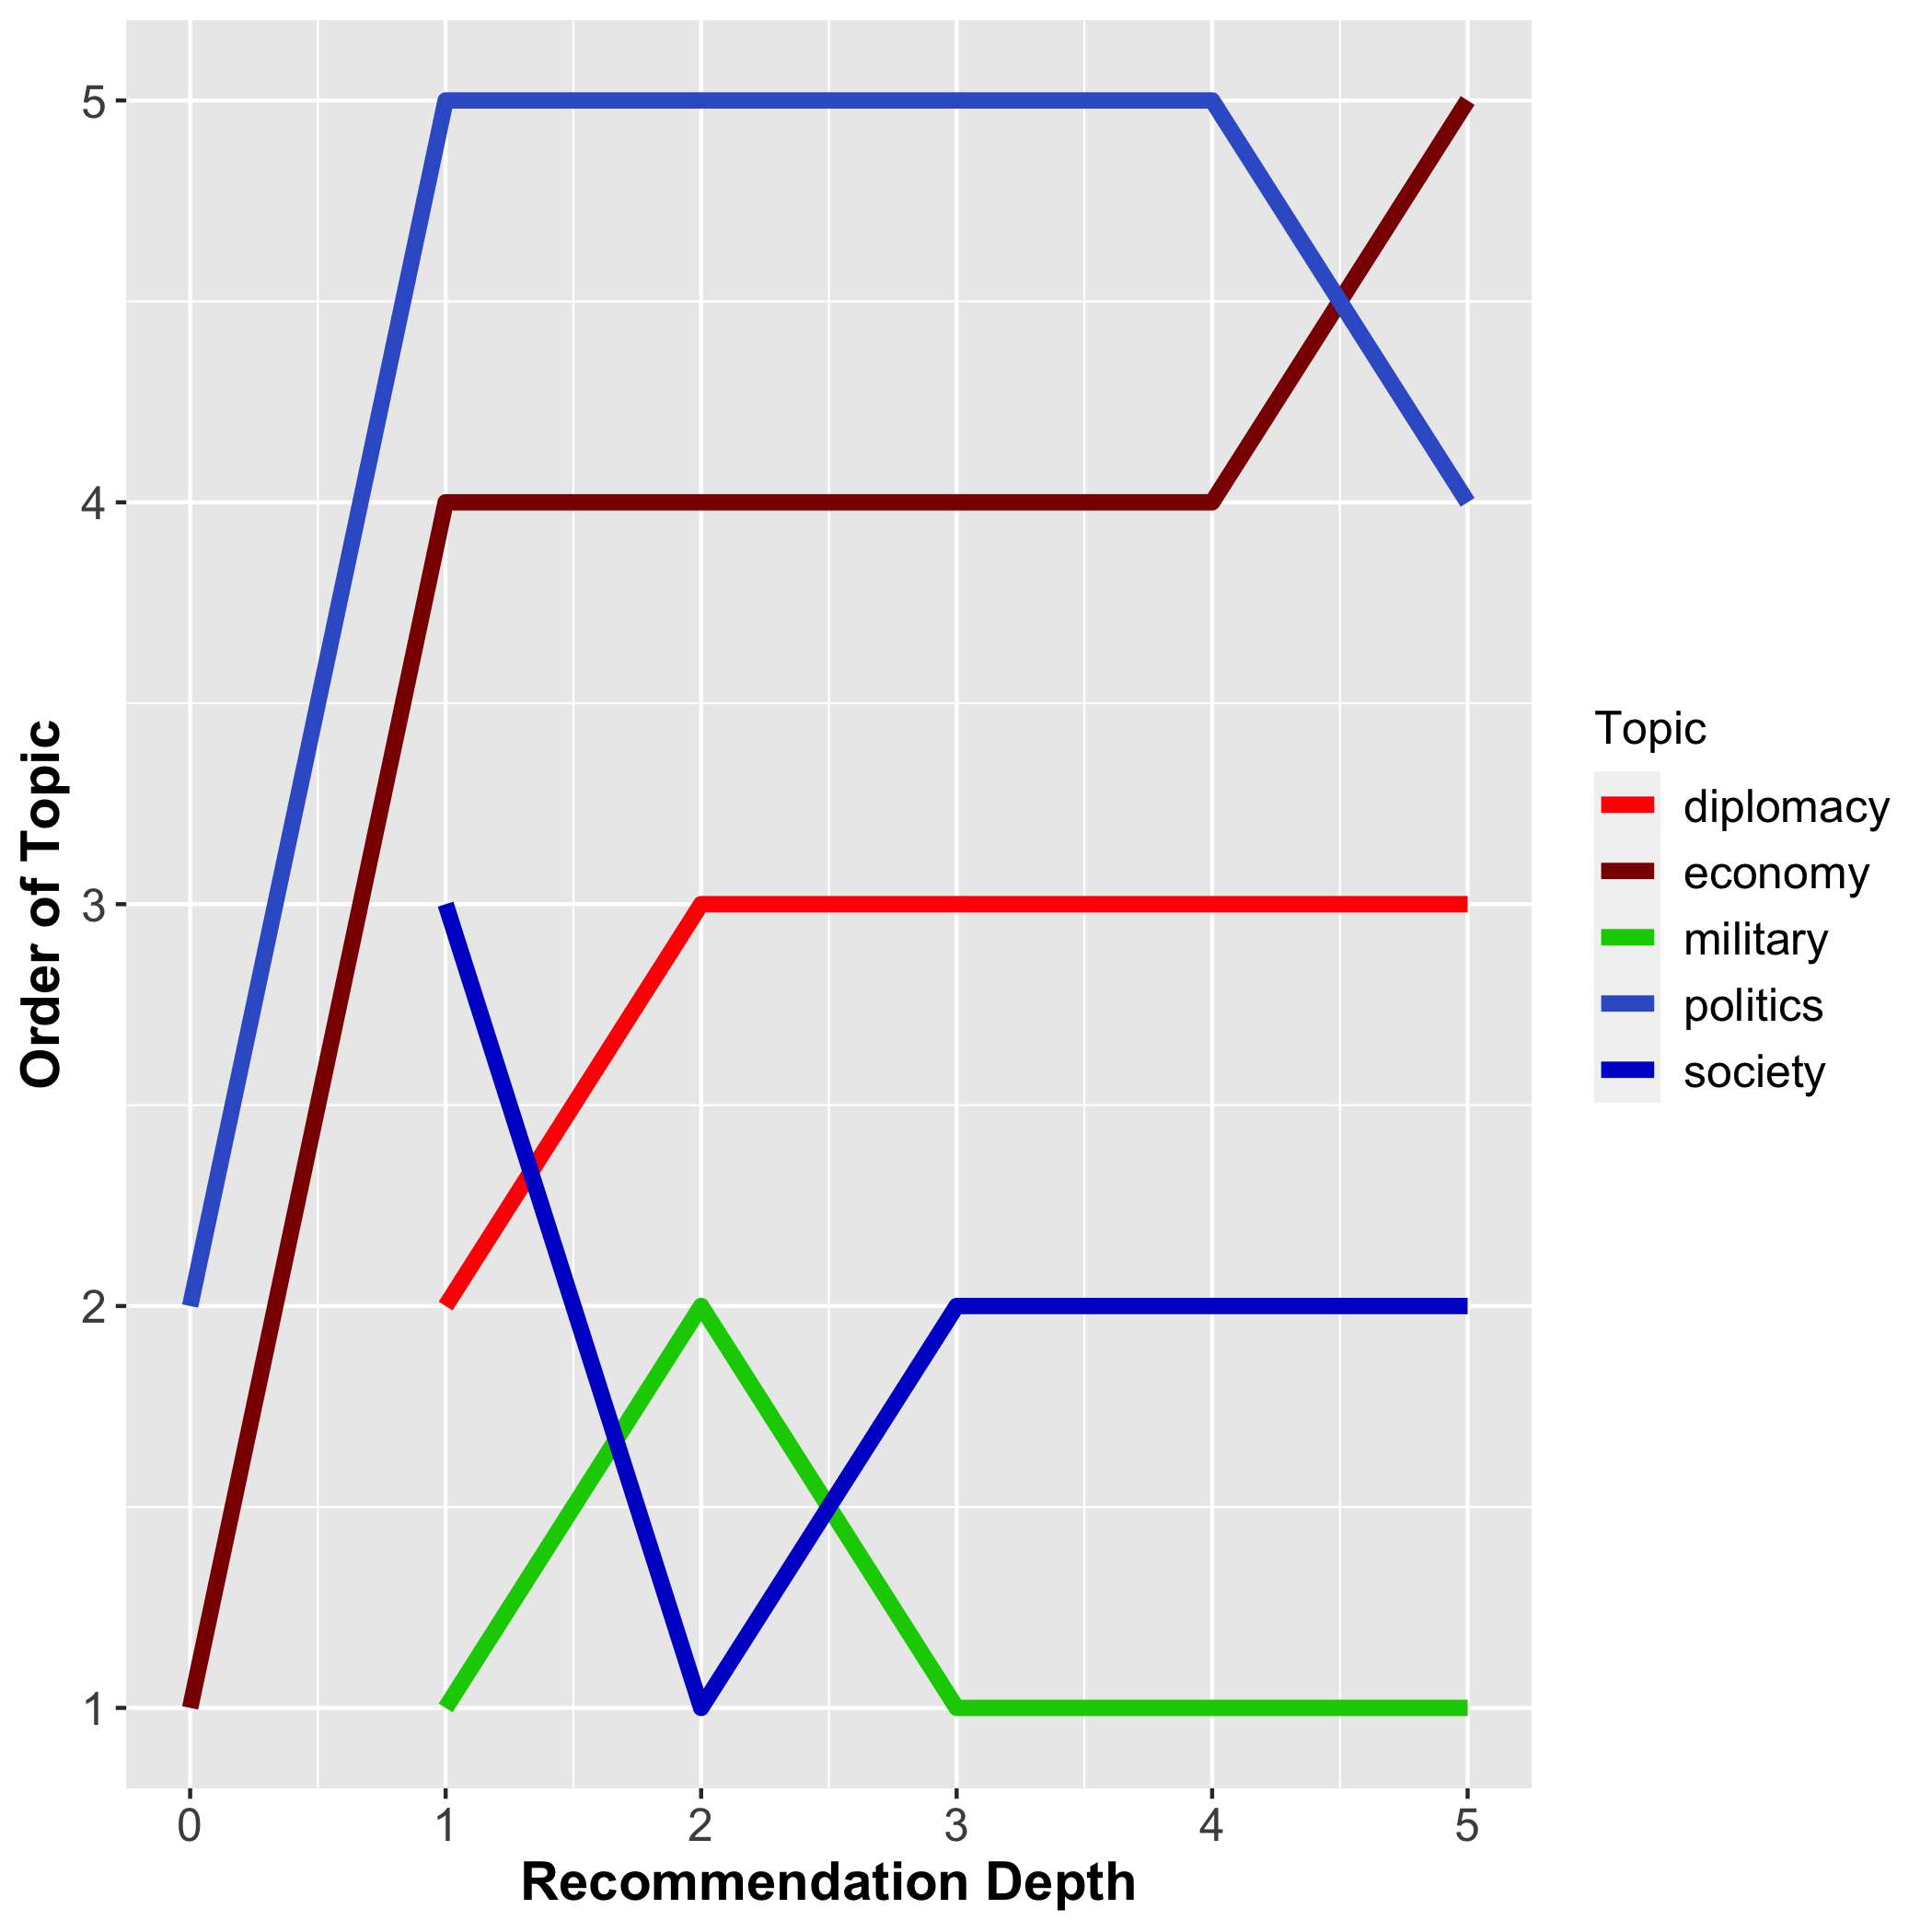 Order of Topic
5
4
3
2
1
0 1 2 3 4 5
Recommendation Depth
Topic
diplomacy
economy
military
politics
society